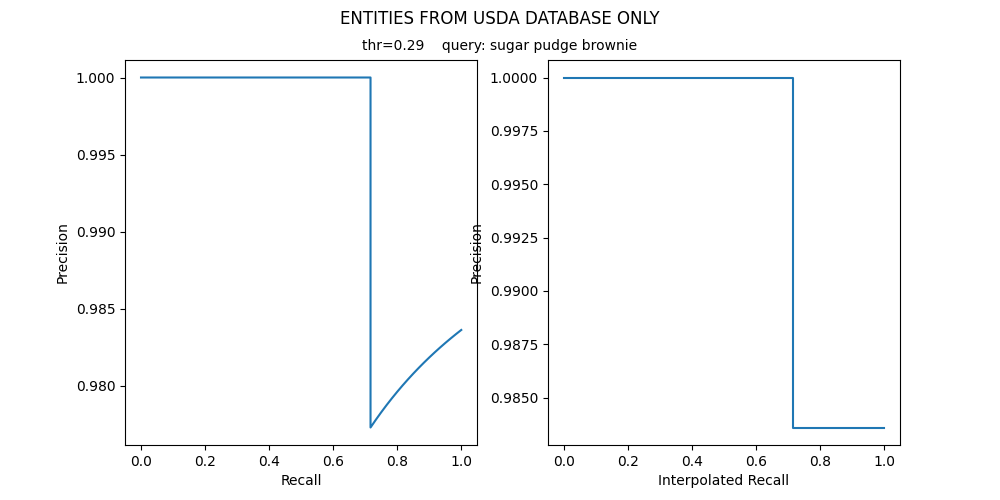 ENTITIES FROM USDA DATABASE ONLY
thr=0.29    query: sugar pudge brownie
1.000
0.995
0.990
0.985
0.980
Precision
0.0 0.2 0.4 0.6 0.8 1.0
Recall
1.0000
0.9975
0.9950
0.9925
0.9900
0.9875
0.9850
Precision
0.0 0.2 0.4 0.6 0.8 1.0
Interpolated Recall